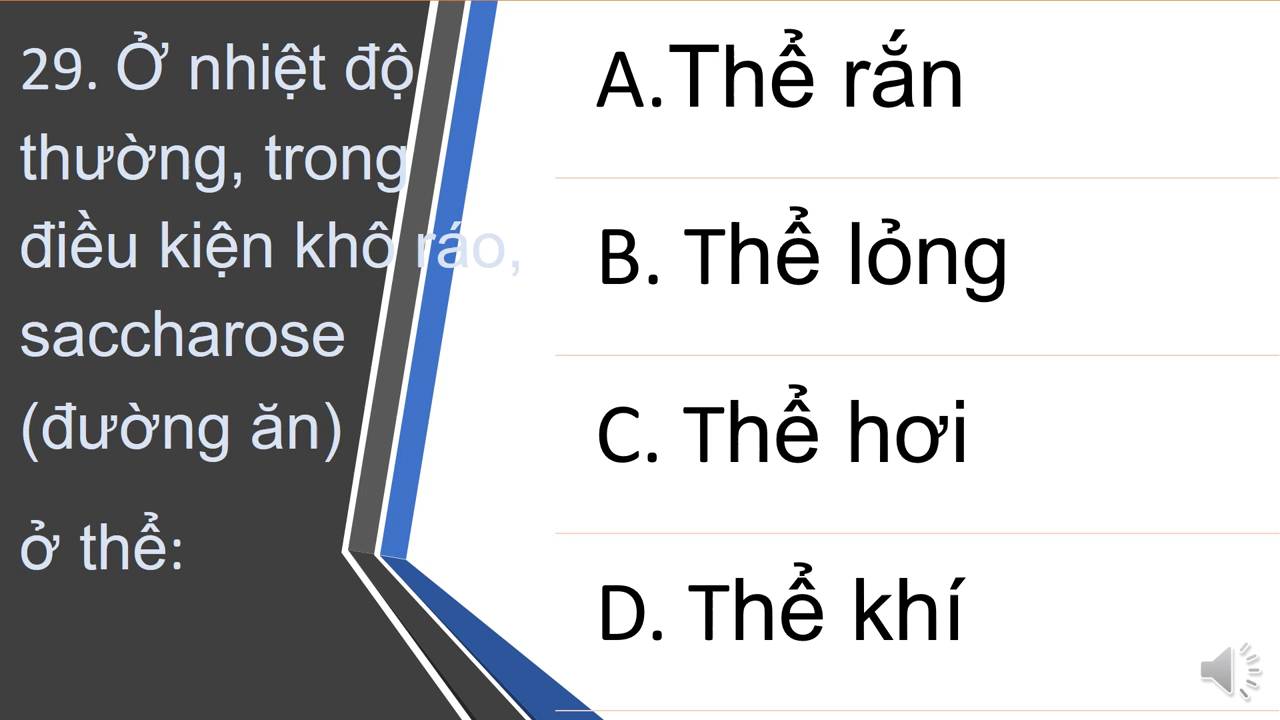 29. Ở nhiệt độ
thường, trong
điều kiện khô ráo,
saccharose
(đường ăn)
ở thể:
A.Thể rắn
B. Thể lỏng
C. Thể hơi
D. Thể khí